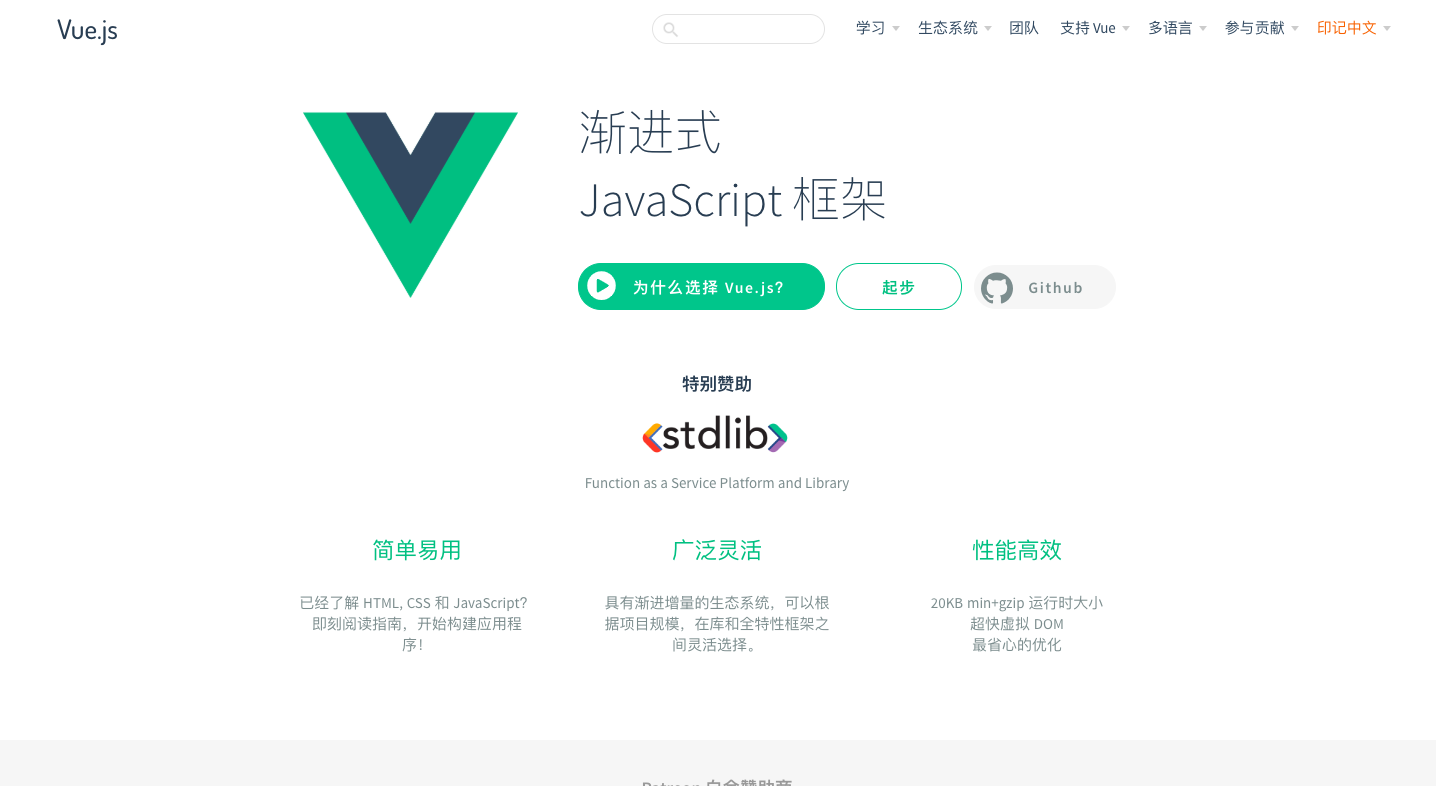 Vue.js
学习
生态系统
团队
支持 Vue
多语言
参与贡献
印记中文
渐进式
JavaScript 框架
为什么选择 Vue.js?
起步
Github
特别赞助
stdlib
Function as a Service Platform and Library
简单易用
已经了解 HTML, CSS 和 JavaScript?
即刻阅读指南，开始构建应用程
序！
广泛灵活
具有渐进增量的生态系统，可以根
据项目规模，在库和全特性框架之
间灵活选择。
性能高效
20KB min+gzip 运行时大小
超快虚拟 DOM
最省心的优化
Patreon 白金赞助商